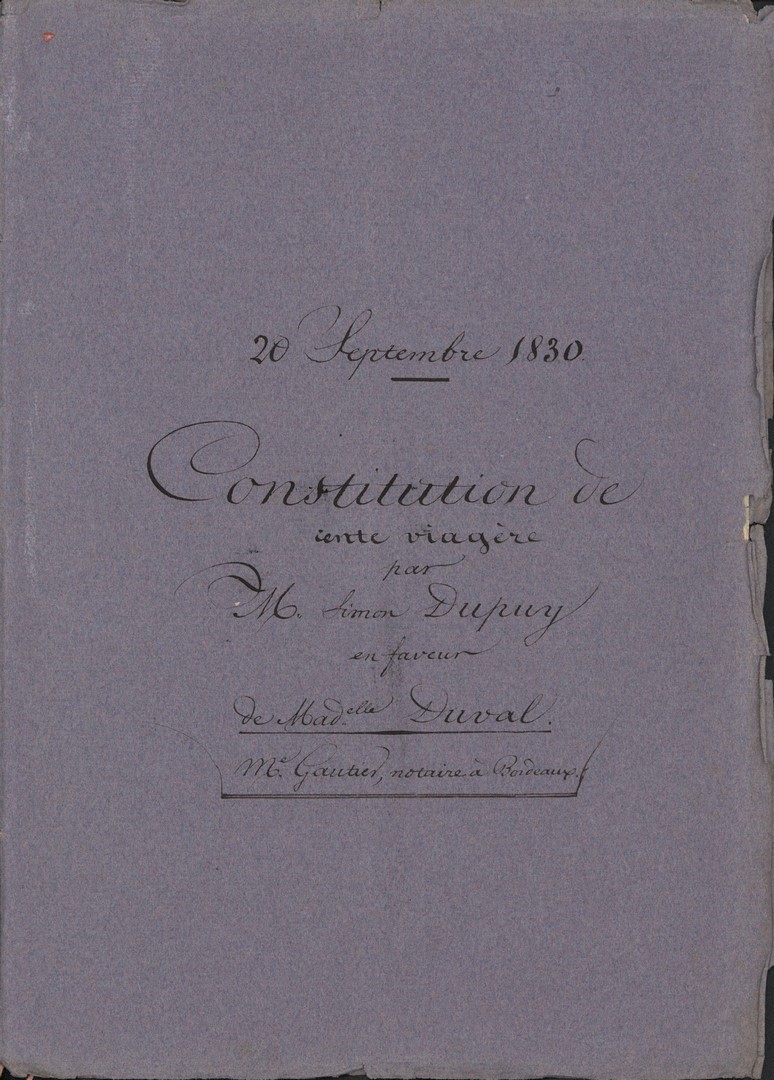 20 Septembre 1830.
Constitution de
rente viagère
par
M. Simon Dupuy
en faveur
de Mad.elle Duval.
Me. Gautier, notaire à Bordeaux.